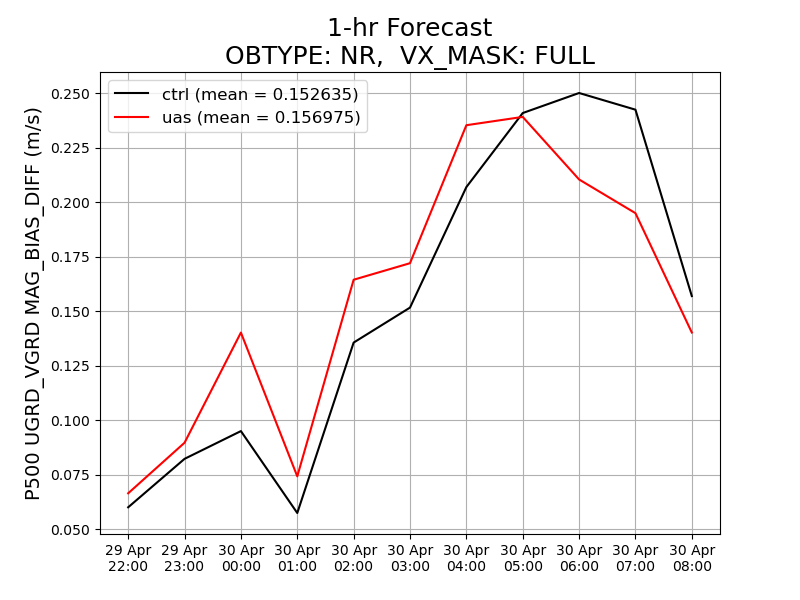 1-hr Forecast
OBTYPE: NR,  VX_MASK: FULL
ctrl (mean = 0.152635)
uas (mean = 0.156975)
P500 UGRD_VGRD MAG_BIAS_DIFF (m/s)
0.250
0.225
0.200
0.175
0.150
0.125
0.100
0.075
0.050
29 Apr 29 Apr 30 Apr 30 Apr 30 Apr 30 Apr 30 Apr 30 Apr 30 Apr 30 Apr 30 Apr
22:00 23:00 00:00 01:00 02:00 03:00 04:00 05:00 06:00 07:00 08:00